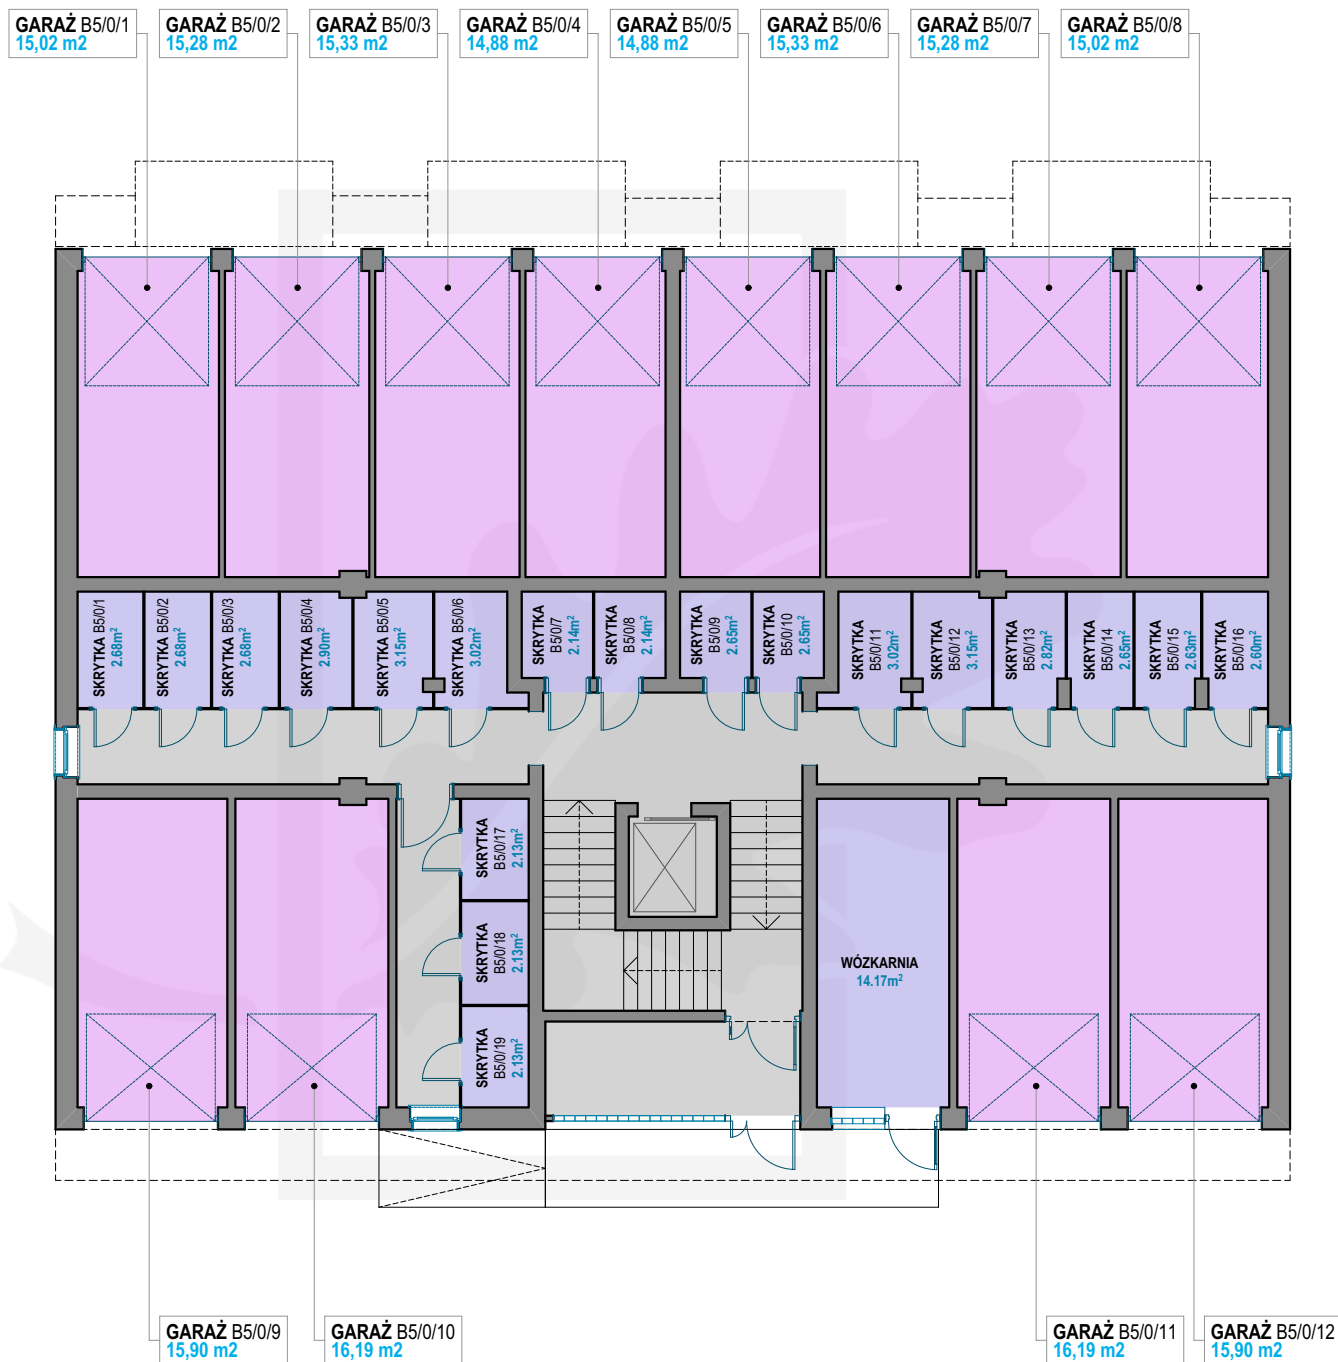 GARAŻ B5/0/1
15,02 m2
GARAŻ B5/0/2
15,28 m2
GARAŻ B5/0/3
15,33 m2
GARAŻ B5/0/4
14,88 m2
GARAŻ B5/0/5
14,88 m2
GARAŻ B5/0/6
15,33 m2
GARAŻ B5/0/7
15,28 m2
GARAŻ B5/0/8
15,02 m2
SKRYTKA B5/0/1
2.68m²
SKRYTKA B5/0/2
2.68m²
SKRYTKA B5/0/3
2.68m²
SKRYTKA B5/0/4
2.90m²
SKRYTKA B5/0/5
3.15m²
SKRYTKA B5/0/6
3.02m²
SKRYTKA
B5/0/7
2.14m²
SKRYTKA
B5/0/8
2.14m²
SKRYTKA
B5/0/9
2.65m²
SKRYTKA
B5/0/10
2.65m²
SKRYTKA
B5/0/11
3.02m²
SKRYTKA
B5/0/12
3.15m²
SKRYTKA
B5/0/13
2.82m²
SKRYTKA
B5/0/14
2.65m²
SKRYTKA
B5/0/15
2.63m²
SKRYTKA
B5/0/16
2.60m²
SKRYTKA
B5/0/17
2.13m²
SKRYTKA
B5/0/18
2.13m²
SKRYTKA
B5/0/19
2.13m²
WÓZKARNIA
14.17m²
GARAŻ B5/0/9
15,90 m2
GARAŻ B5/0/10
16,19 m2
GARAŻ B5/0/11
16,19 m2
GARAŻ B5/0/12
15,90 m2